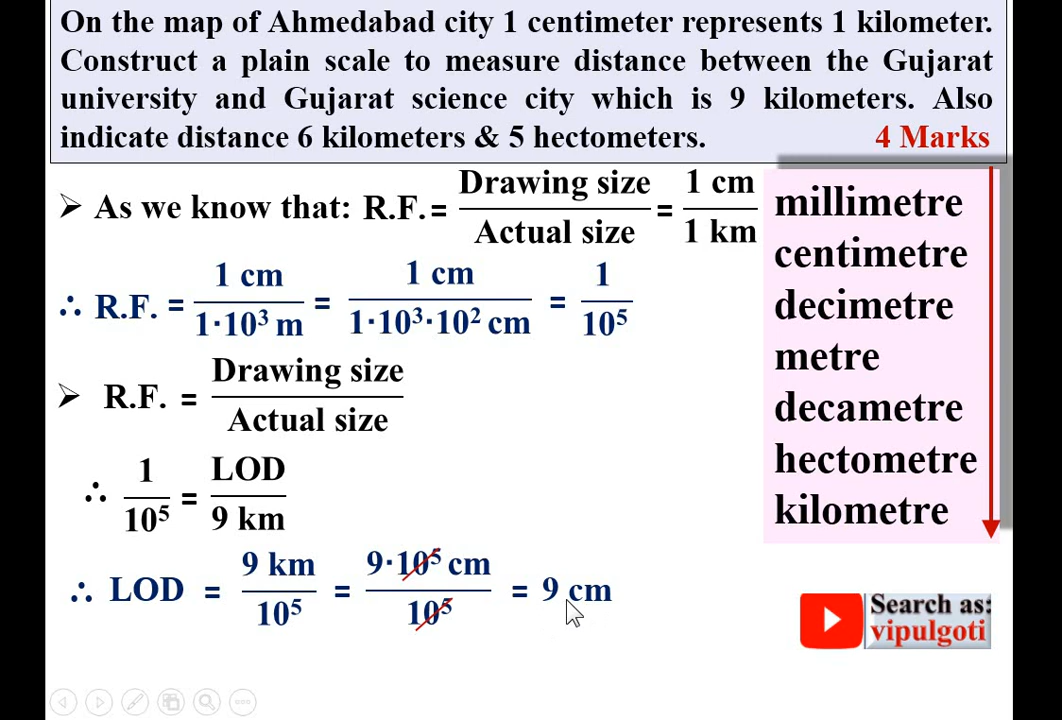 On the map of Ahmedabad city 1 centimeter represents 1 kilometer.
Construct a plain scale to measure distance between the Gujarat
university and Gujarat science city which is 9 kilometers. Also
indicate distance 6 kilometers & 5 hectometers. 4 Marks
➢ As we know that: R.F. = Drawing size / Actual size = 1 cm / 1 km
∴ R.F. = 1 cm / 1·10³ m = 1 cm / 1·10³·10² cm = 1 / 10⁵
➢ R.F. = Drawing size / Actual size
∴ 1 / 10⁵ = LOD / 9 km
∴ LOD = 9 km / 10⁵ = 9·10⁵ cm / 10⁵ = 9 cm
millimetre
centimetre
decimetre
metre
decametre
hectometre
kilometre
Search as:
vipulgoti